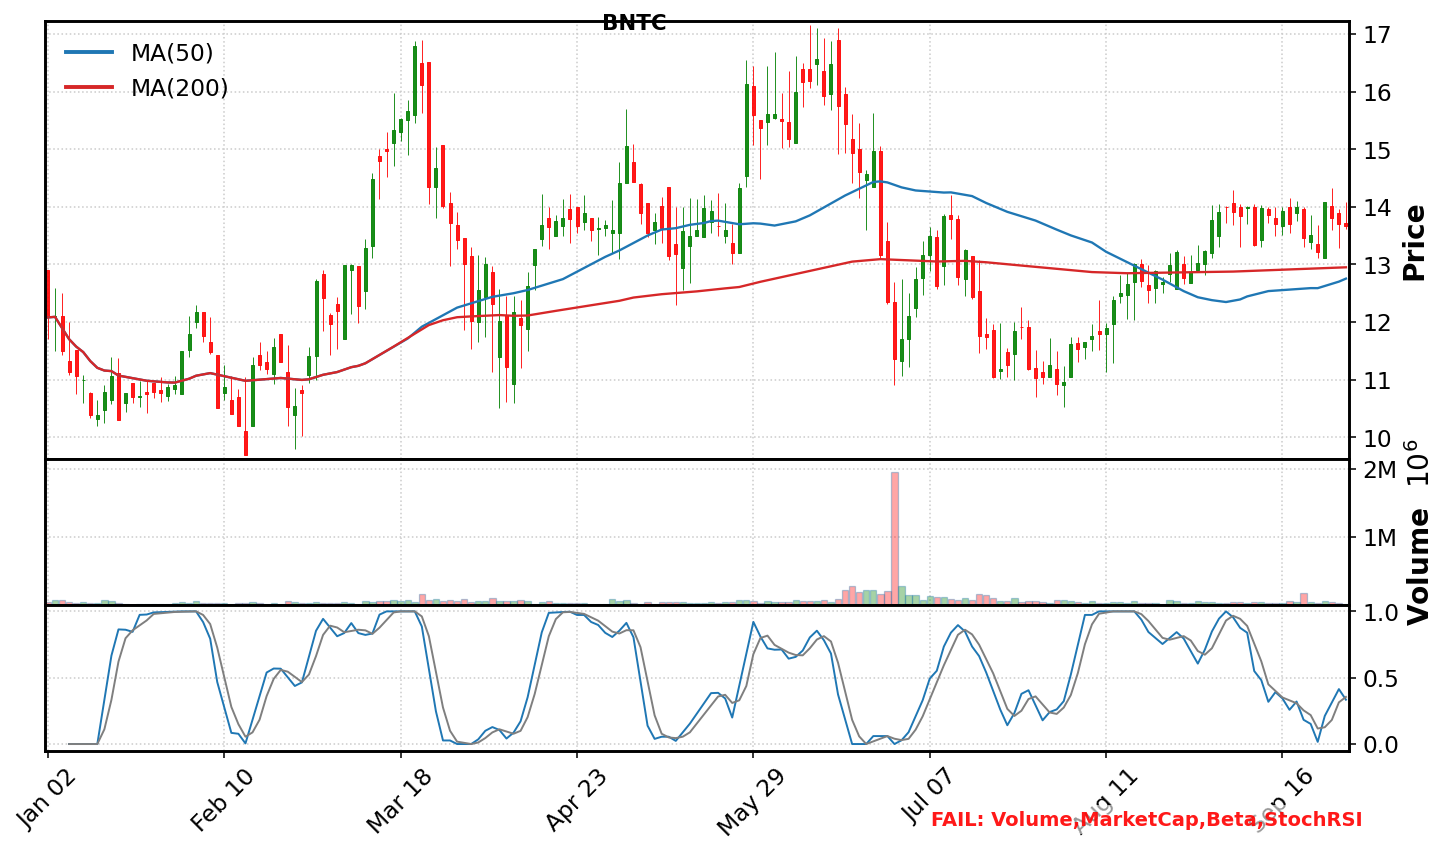 BNTC
MA(50)
MA(200)
17
16
15
14
13
12
11
10
Price
2M
1M
Volume 10^6
1.0
0.5
0.0
Jan 02
Feb 10
Mar 18
Apr 23
May 29
Jul 07
Aug 11
Sep 16
FAIL: Volume,MarketCap,Beta,StochRSI